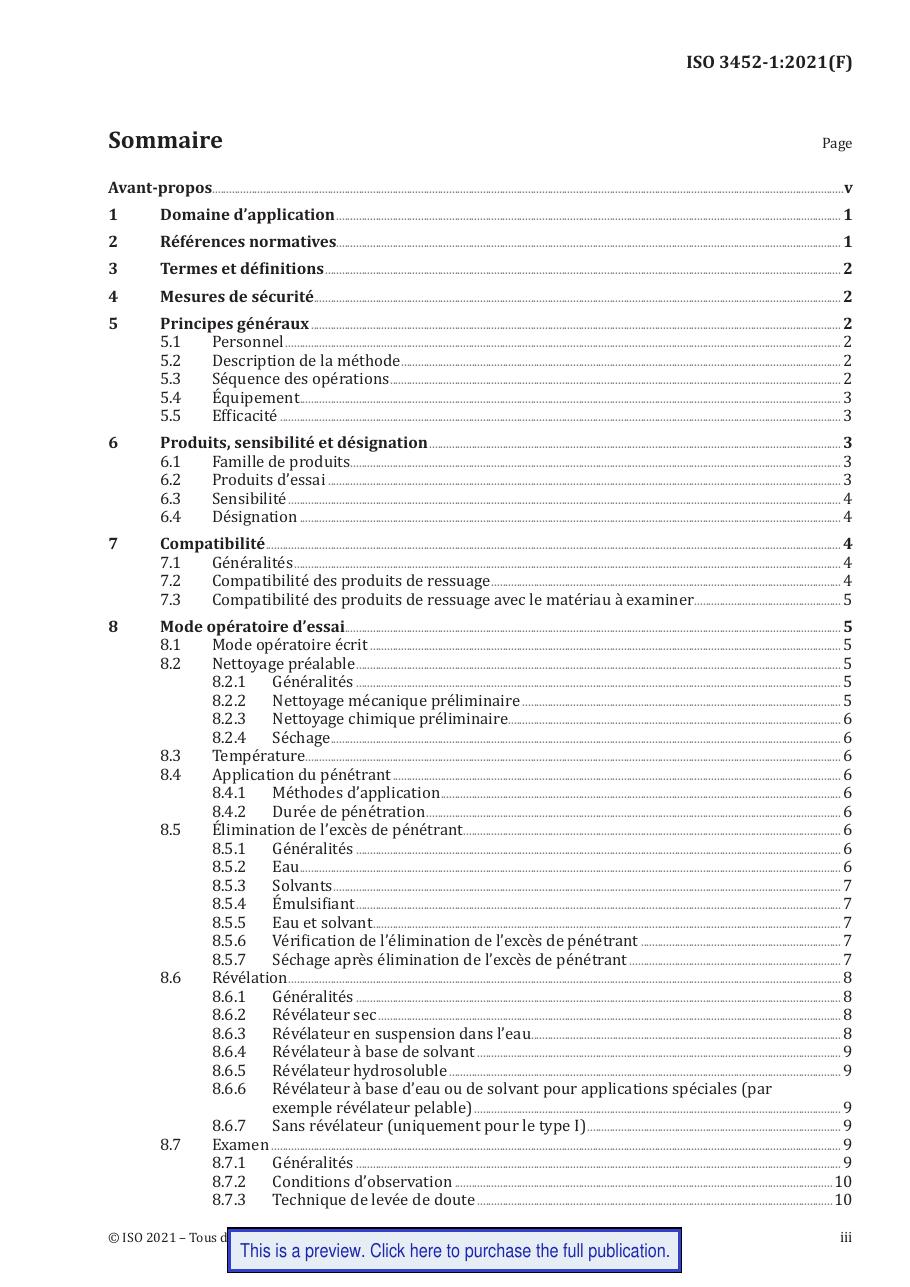 ISO 3452-1:2021(F)
Sommaire Page
Avant-propos v
1 Domaine d’application 1
2 Références normatives 1
3 Termes et définitions 2
4 Mesures de sécurité 2
5 Principes généraux 2
5.1 Personnel 2
5.2 Description de la méthode 2
5.3 Séquence des opérations 2
5.4 Équipement 3
5.5 Efficacité 3
6 Produits, sensibilité et désignation 3
6.1 Famille de produits 3
6.2 Produits d’essai 3
6.3 Sensibilité 4
6.4 Désignation 4
7 Compatibilité 4
7.1 Généralités 4
7.2 Compatibilité des produits de ressuage 4
7.3 Compatibilité des produits de ressuage avec le matériau à examiner 5
8 Mode opératoire d’essai 5
8.1 Mode opératoire écrit 5
8.2 Nettoyage préalable 5
8.2.1 Généralités 5
8.2.2 Nettoyage mécanique préliminaire 5
8.2.3 Nettoyage chimique préliminaire 6
8.2.4 Séchage 6
8.3 Température 6
8.4 Application du pénétrant 6
8.4.1 Méthodes d’application 6
8.4.2 Durée de pénétration 6
8.5 Élimination de l’excès de pénétrant 6
8.5.1 Généralités 6
8.5.2 Eau 6
8.5.3 Solvants 7
8.5.4 Émulsifiant 7
8.5.5 Eau et solvant 7
8.5.6 Vérification de l’élimination de l’excès de pénétrant 7
8.5.7 Séchage après élimination de l’excès de pénétrant 7
8.6 Révélation 8
8.6.1 Généralités 8
8.6.2 Révélateur sec 8
8.6.3 Révélateur en suspension dans l’eau 8
8.6.4 Révélateur à base de solvant 9
8.6.5 Révélateur hydrosoluble 9
8.6.6 Révélateur à base d’eau ou de solvant pour applications spéciales (par
exemple révélateur pelable) 9
8.6.7 Sans révélateur (uniquement pour le type I) 9
8.7 Examen 9
8.7.1 Généralités 9
8.7.2 Conditions d’observation 10
8.7.3 Technique de levée de doute 10
© ISO 2021 – Tous d iii
This is a preview. Click here to purchase the full publication.